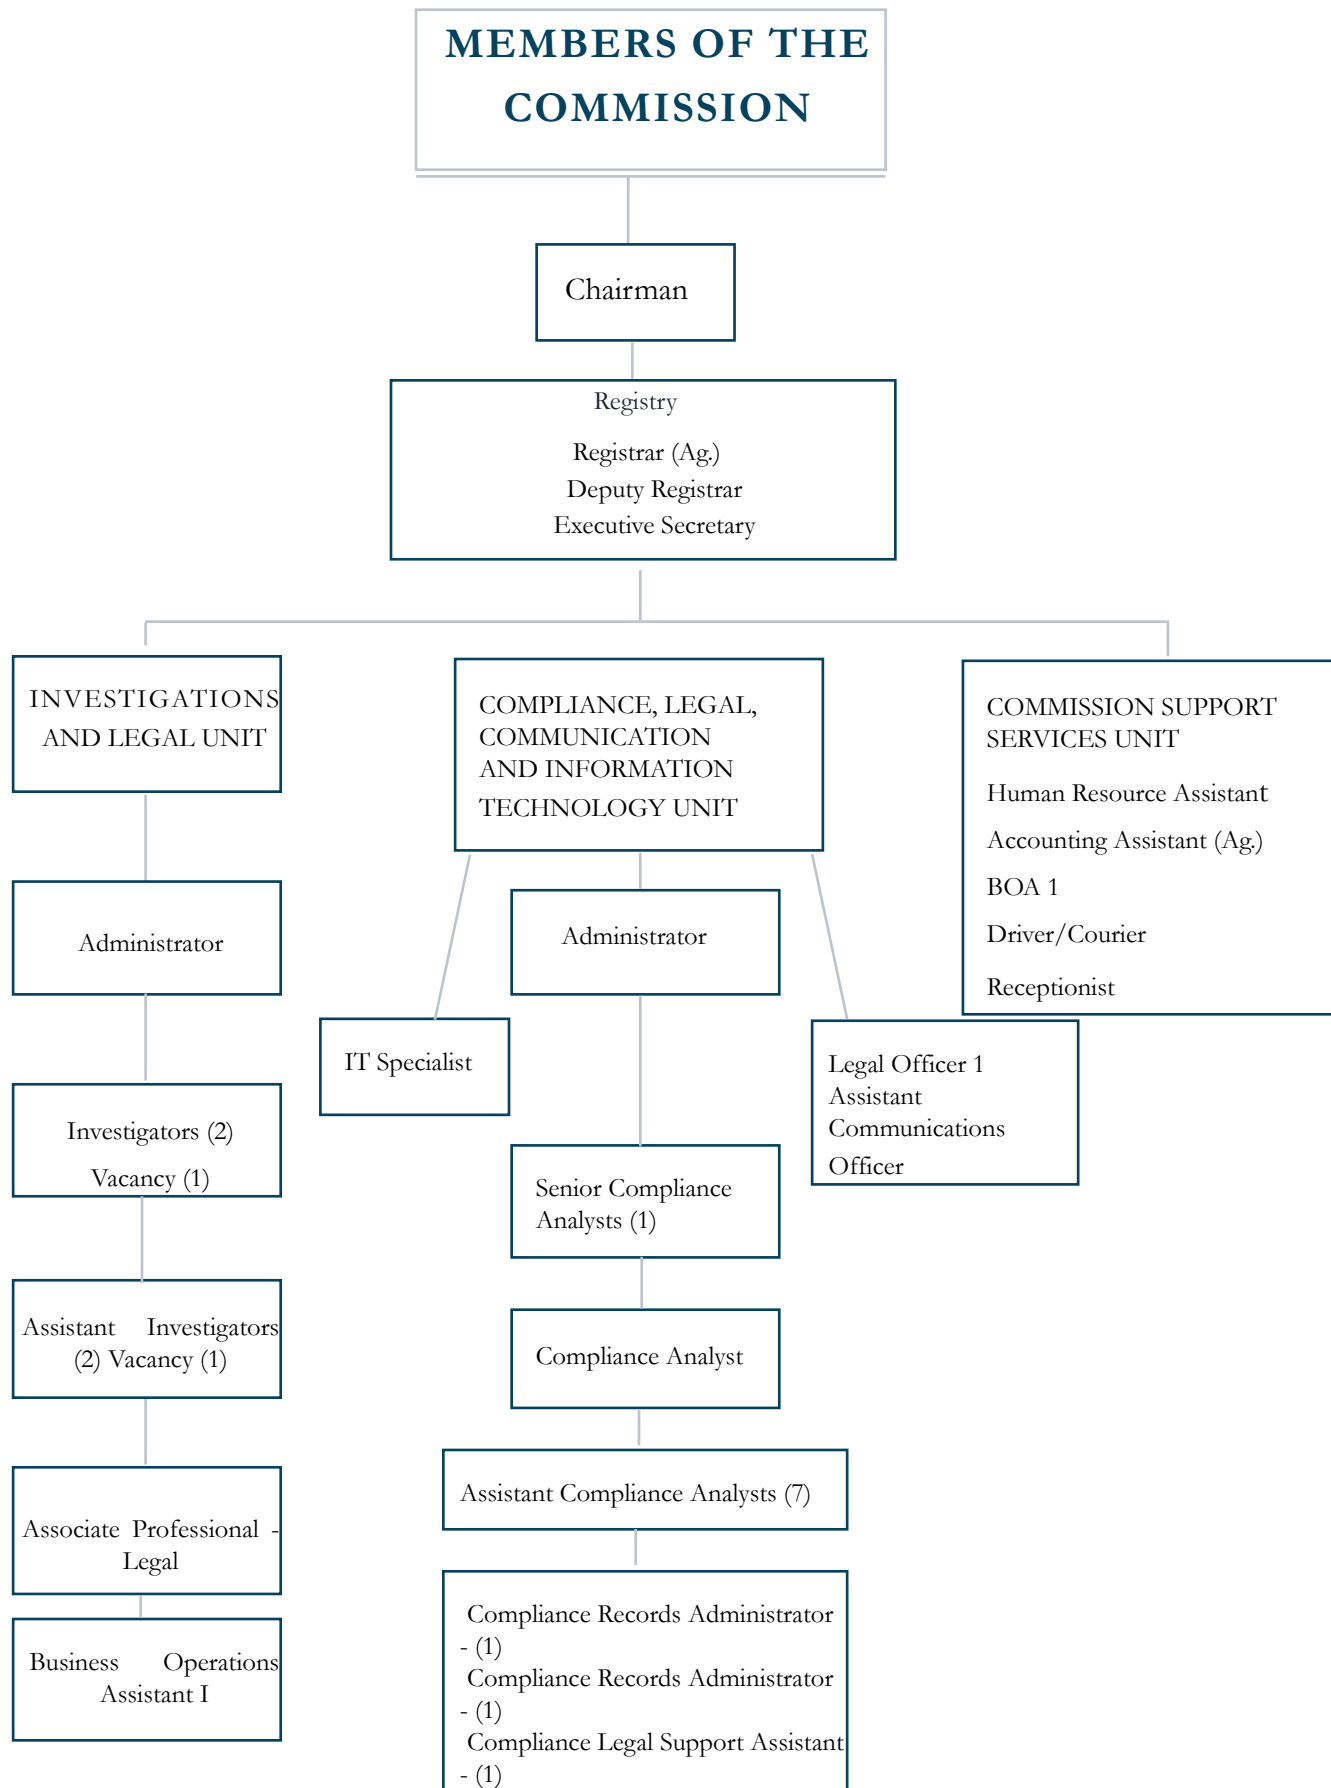 MEMBERS OF THE
COMMISSION
Chairman
Registry
Registrar (Ag.)
Deputy Registrar
Executive Secretary
INVESTIGATIONS
AND LEGAL UNIT
Administrator
Investigators (2)
Vacancy (1)
Assistant Investigators
(2) Vacancy (1)
Associate Professional -
Legal
Business Operations
Assistant I
COMPLIANCE, LEGAL,
COMMUNICATION
AND INFORMATION
TECHNOLOGY UNIT
IT Specialist
Administrator
Senior Compliance
Analysts (1)
Compliance Analyst
Assistant Compliance Analysts (7)
Compliance Records Administrator
- (1)
Compliance Records Administrator
- (1)
Compliance Legal Support Assistant
- (1)
Legal Officer 1
Assistant
Communications
Officer
COMMISSION SUPPORT
SERVICES UNIT
Human Resource Assistant
Accounting Assistant (Ag.)
BOA 1
Driver/Courier
Receptionist